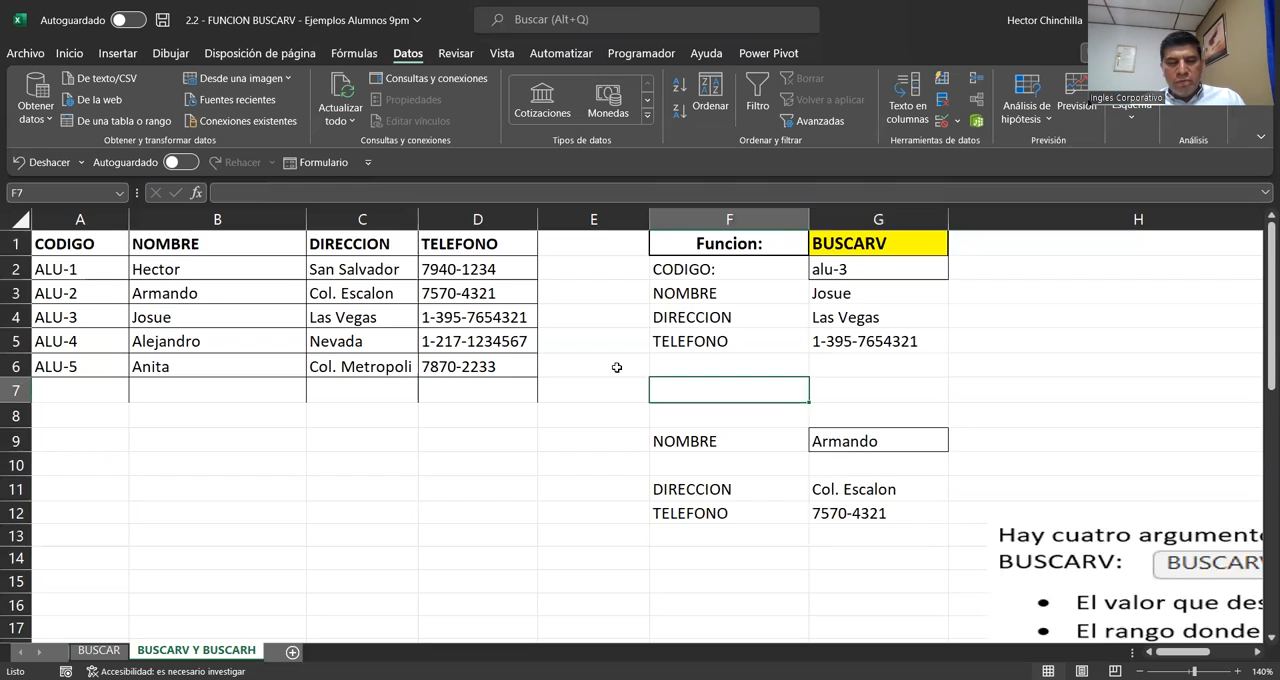 Autoguardado
2.2 - FUNCION BUSCARV - Ejemplos Alumnos 9pm
Buscar (Alt+Q)
Hector Chinchilla
Archivo Inicio Insertar Dibujar Disposición de página Fórmulas Datos Revisar Vista Automatizar Programador Ayuda Power Pivot
Obtener datos
De texto/CSV
De la web
De una tabla o rango
Desde una imagen
Fuentes recientes
Conexiones existentes
Obtener y transformar datos
Actualizar todo
Consultas y conexiones
Propiedades
Editar vínculos
Consultas y conexiones
Cotizaciones
Monedas
Tipos de datos
Ordenar
Filtro
Borrar
Volver a aplicar
Avanzadas
Ordenar y filtrar
Texto en columnas
Herramientas de datos
Análisis de hipótesis
Previsión
Análisis
Ingles Corporativo
Deshacer Autoguardado Rehacer Formulario
F7
fx
A B C D E F G H
1 CODIGO NOMBRE DIRECCION TELEFONO Funcion: BUSCARV
2 ALU-1 Hector San Salvador 7940-1234 CODIGO: alu-3
3 ALU-2 Armando Col. Escalon 7570-4321 NOMBRE Josue
4 ALU-3 Josue Las Vegas 1-395-7654321 DIRECCION Las Vegas
5 ALU-4 Alejandro Nevada 1-217-1234567 TELEFONO 1-395-7654321
6 ALU-5 Anita Col. Metropoli 7870-2233
7
8
9 NOMBRE Armando
10
11 DIRECCION Col. Escalon
12 TELEFONO 7570-4321
13
14
15
16
17
Hay cuatro argument
BUSCARV: BUSCAR
El valor que des
El rango donde
BUSCAR BUSCARV Y BUSCARH
Listo Accesibilidad: es necesario investigar 140%